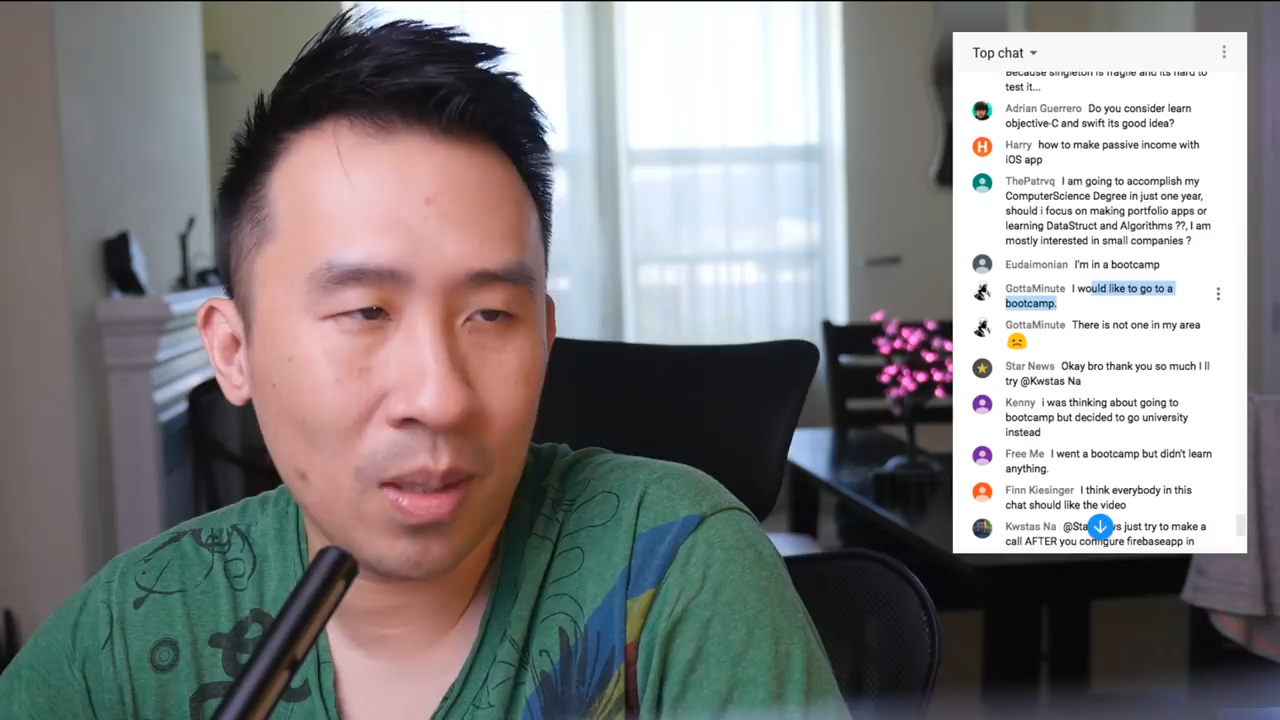 Top chat
Because singleton is fragile and its hard to
test it...
Adrian Guerrero Do you consider learn
objective-C and swift its good idea?
H
Harry how to make passive income with
iOS app
ThePatrvq I am going to accomplish my
ComputerScience Degree in just one year,
should i focus on making portfolio apps or
learning DataStruct and Algorithms ??, I am
mostly interested in small companies ?
Eudaimonian I'm in a bootcamp
GottaMinute I would like to go to a
bootcamp.
GottaMinute There is not one in my area
Star News Okay bro thank you so much I ll
try @Kwstas Na
Kenny i was thinking about going to
bootcamp but decided to go university
instead
Free Me I went a bootcamp but didn't learn
anything.
Finn Kiesinger I think everybody in this
chat should like the video
Kwstas Na just try to make a
call AFTER you configure firebaseapp in